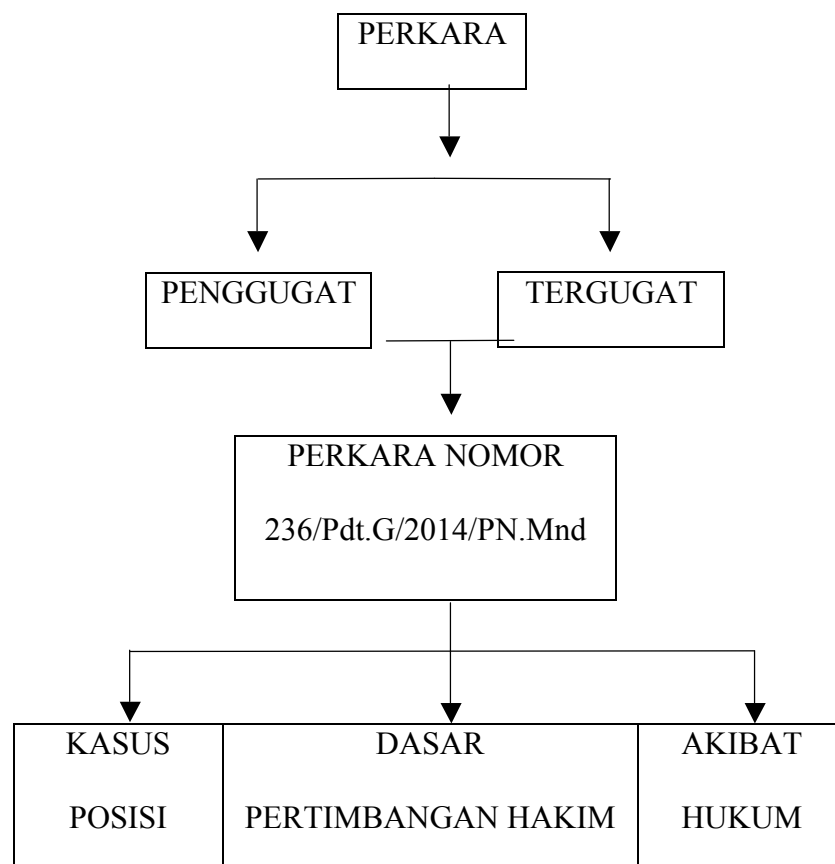 PERKARA
PENGGUGAT
TERGUGAT
PERKARA NOMOR
236/Pdt.G/2014/PN.Mnd
KASUS
POSISI
DASAR
PERTIMBANGAN HAKIM
AKIBAT
HUKUM